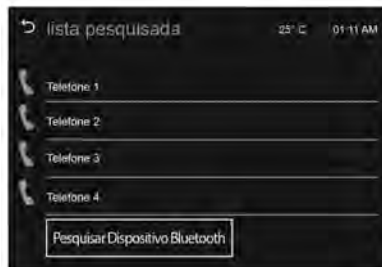 lista pesquisada 25° C 01:11 AM
Telefone 1
Telefone 2
Telefone 3
Telefone 4
Pesquisar Dispositivo Bluetooth